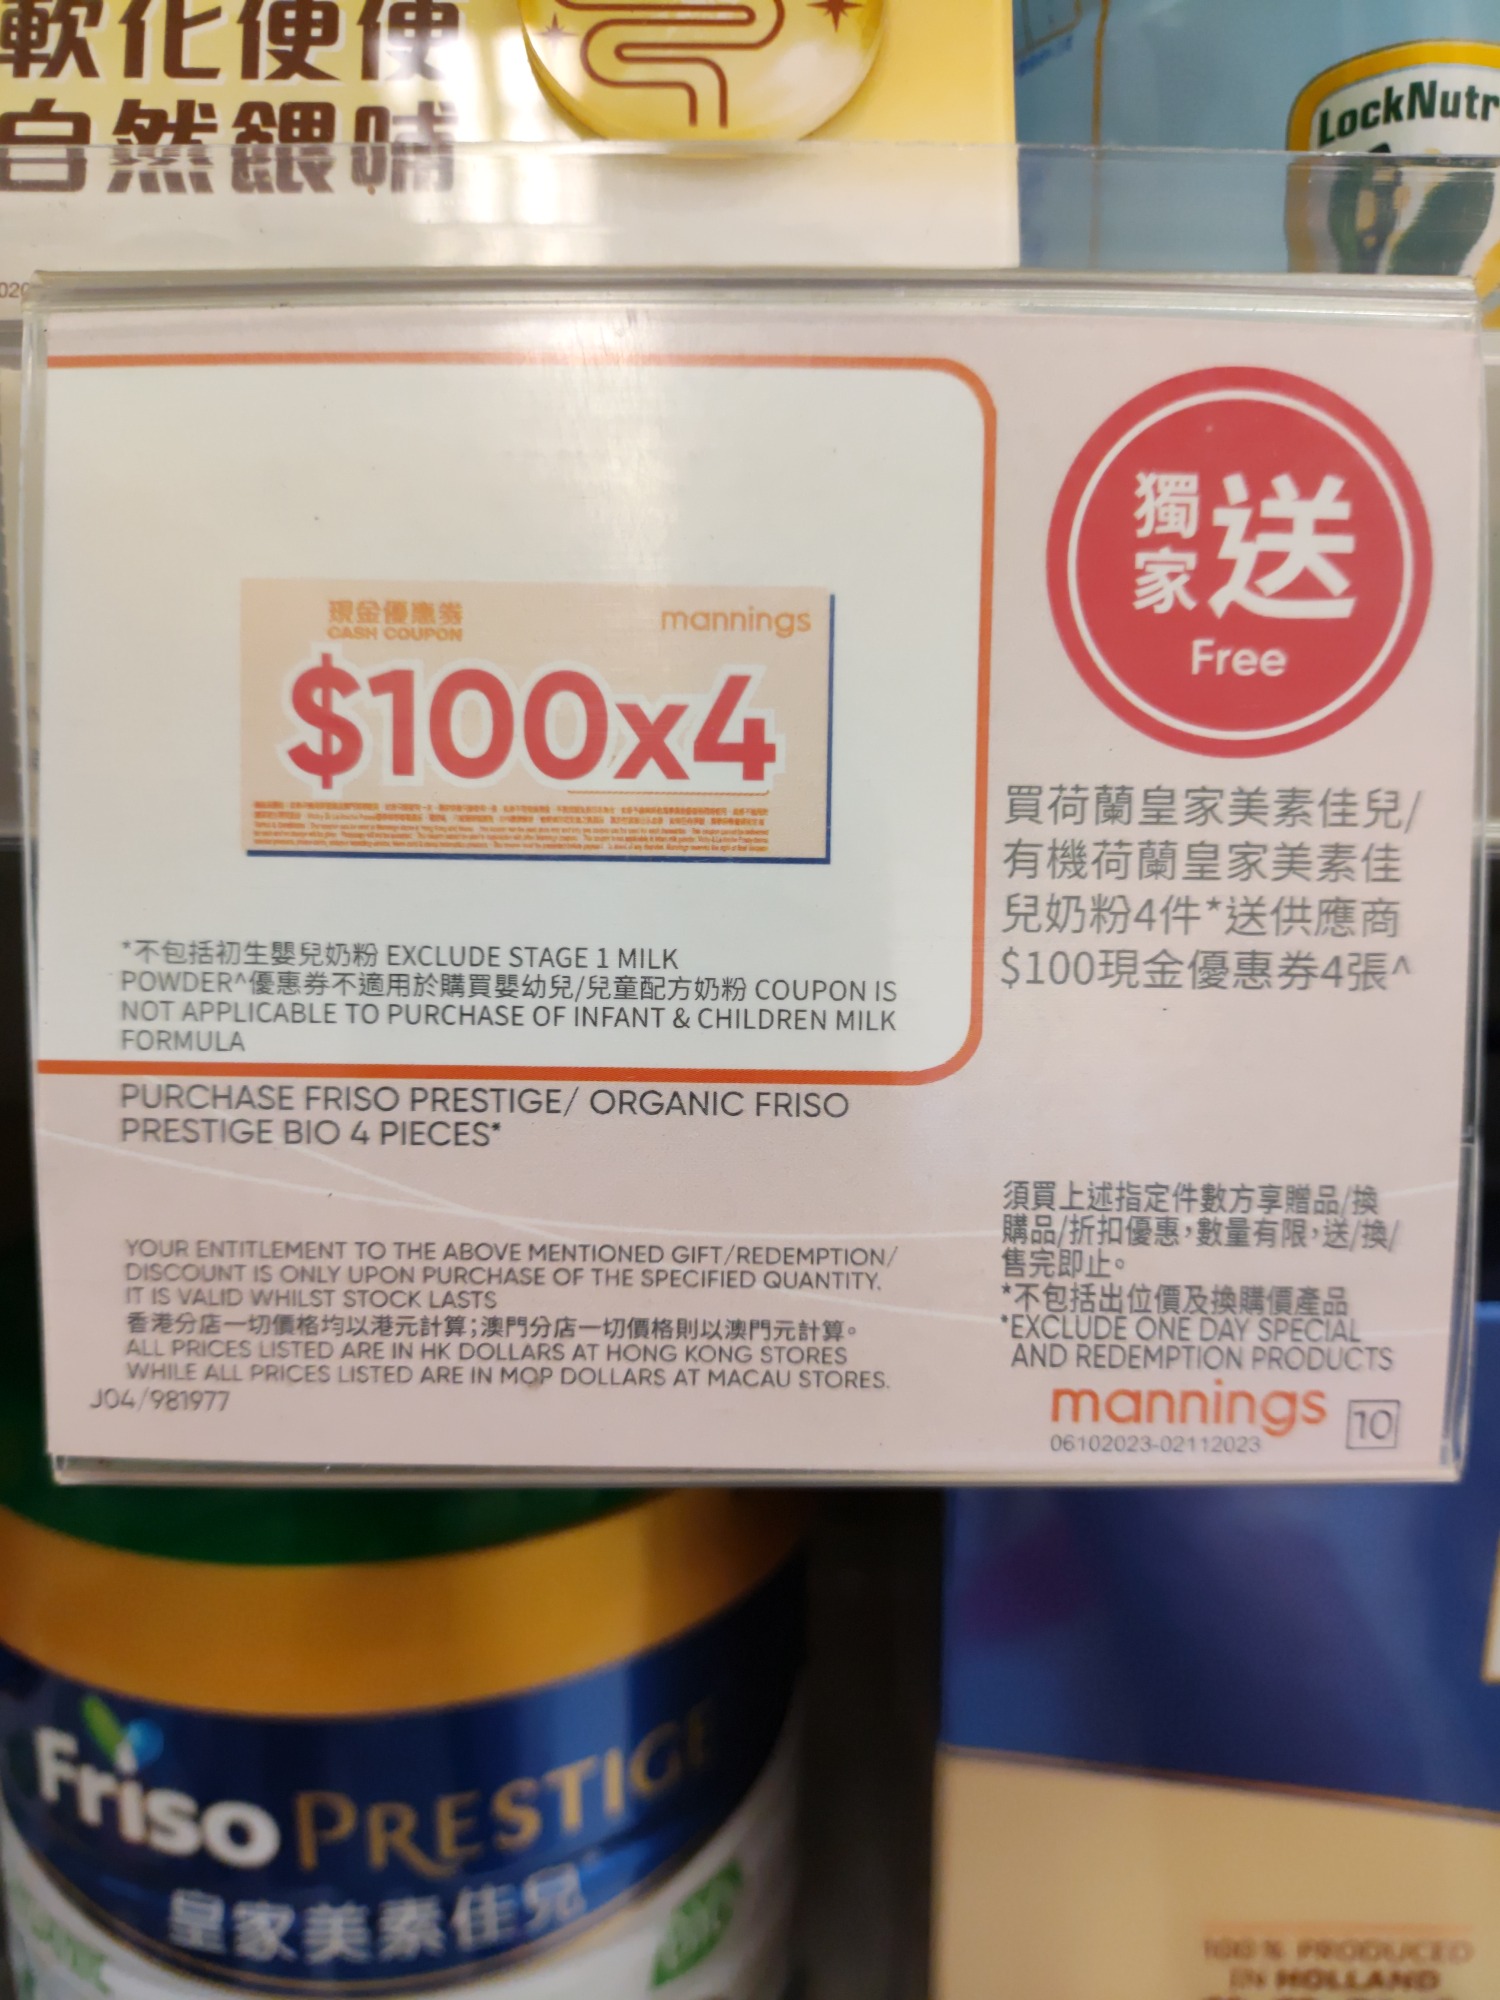 軟化便便
自然餵哺
LockNutr
獨家送
Free
現金優惠券
CASH COUPON
mannings
$100x4
買荷蘭皇家美素佳兒/
有機荷蘭皇家美素佳
兒奶粉4件*送供應商
$100現金優惠券4張^
*不包括初生嬰兒奶粉 EXCLUDE STAGE 1 MILK
POWDER^優惠券不適用於購買嬰幼兒/兒童配方奶粉 COUPON IS
NOT APPLICABLE TO PURCHASE OF INFANT & CHILDREN MILK
FORMULA
PURCHASE FRISO PRESTIGE/ ORGANIC FRISO
PRESTIGE BIO 4 PIECES*
YOUR ENTITLEMENT TO THE ABOVE MENTIONED GIFT/REDEMPTION/
DISCOUNT IS ONLY UPON PURCHASE OF THE SPECIFIED QUANTITY.
IT IS VALID WHILST STOCK LASTS
香港分店一切價格均以港元計算;澳門分店一切價格則以澳門元計算。
ALL PRICES LISTED ARE IN HK DOLLARS AT HONG KONG STORES
WHILE ALL PRICES LISTED ARE IN MOP DOLLARS AT MACAU STORES.
J04/981977
須買上述指定件數方享贈品/換
購品/折扣優惠,數量有限,送/換/
售完即止。
*不包括出位價及換購價產品
*EXCLUDE ONE DAY SPECIAL
AND REDEMPTION PRODUCTS
mannings 10
06102023-02112023
Friso PRESTIGE
皇家美素佳兒
100% PRODUCED
IN HOLLAND